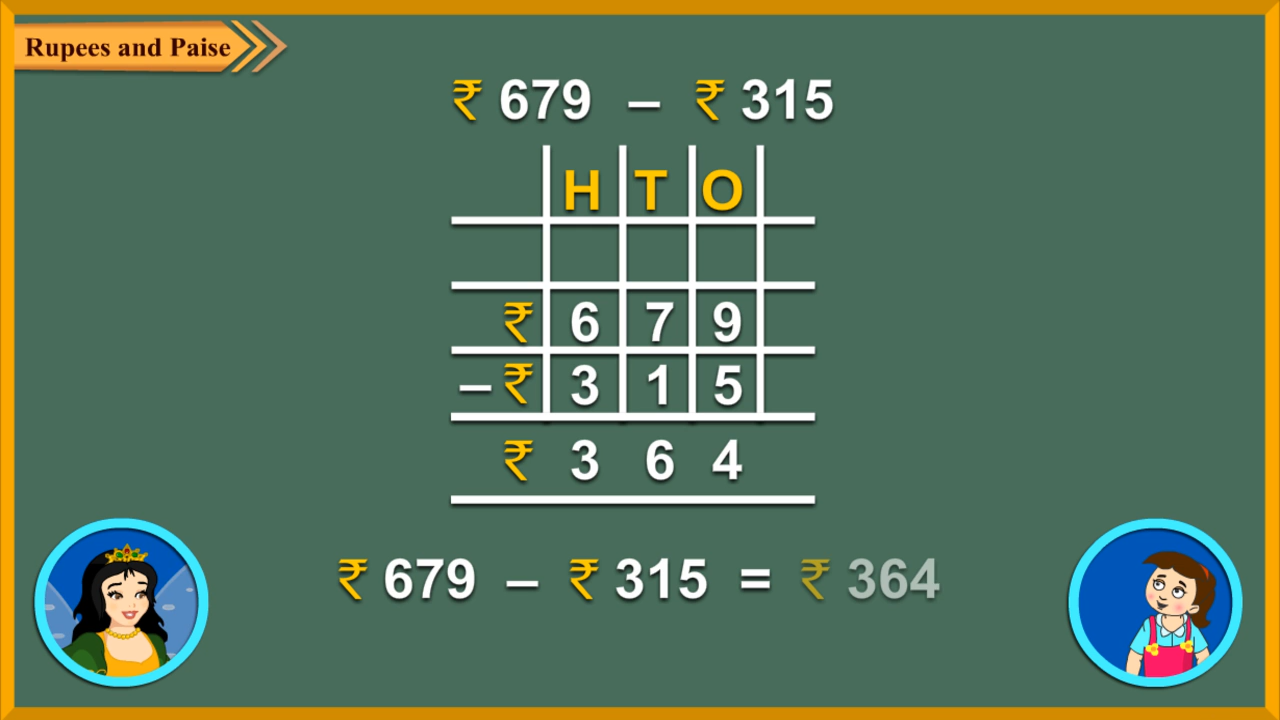 Rupees and Paise
₹ 679 – ₹ 315
H T O
₹ 6 7 9
– ₹ 3 1 5
₹ 3 6 4
₹ 679 – ₹ 315 = ₹ 364